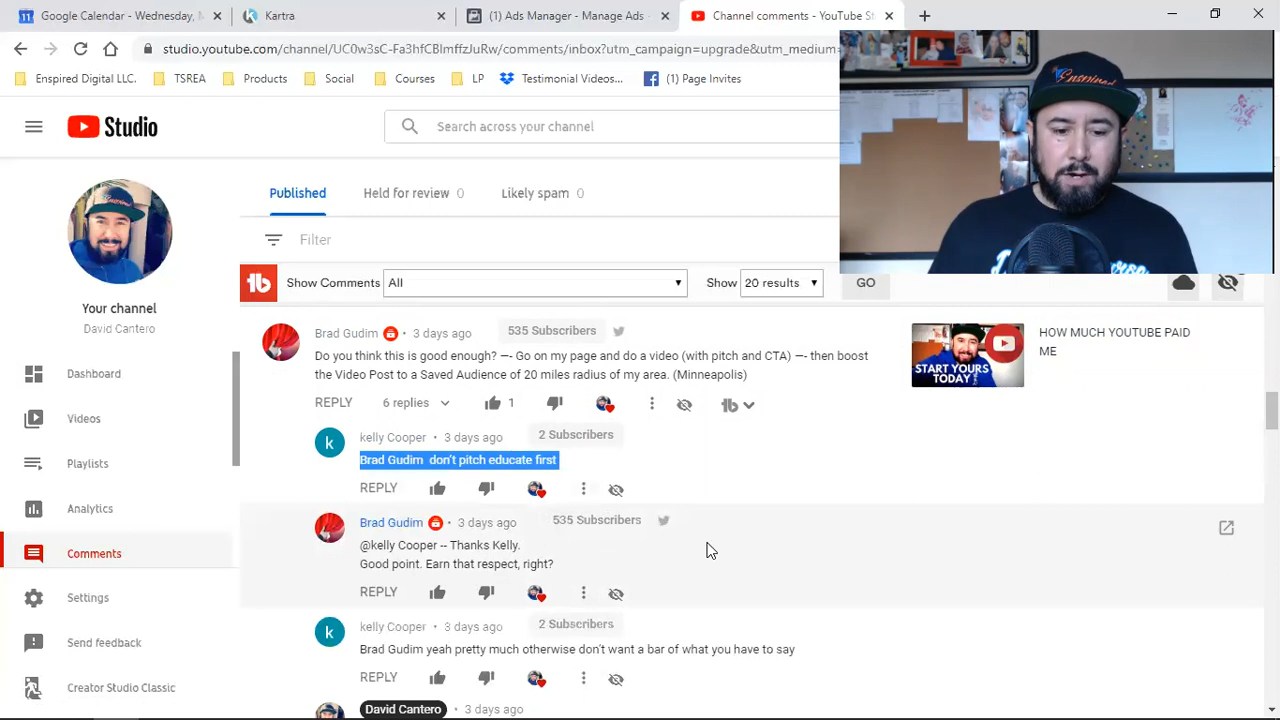 Google Calendar - Wednesday, M
Kartra
(1) Ads Manager - Manage Ads
Channel comments - YouTube St
studio.youtube.com/channel/UC0w3sC-Fa3hfCBlmffzJuRw/comments/inbox?utm_campaign=upgrade&utm_medium=
Enspired Digital LLC.
TSREA
Products
Social
Courses
LP
Testimonial Videos...
(1) Page Invites
Studio
Search across your channel
Published
Held for review 0
Likely spam 0
Filter
Show Comments
All
Show
20 results
GO
Your channel
David Cantero
Dashboard
Videos
Playlists
Analytics
Comments
Settings
Send feedback
Creator Studio Classic
Brad Gudim • 3 days ago
535 Subscribers
Do you think this is good enough? —- Go on my page and do a video (with pitch and CTA) —- then boost
the Video Post to a Saved Audience of 20 miles radius of my area. (Minneapolis)
REPLY
6 replies
1
START YOURS
TODAY
HOW MUCH YOUTUBE PAID
ME
k
kelly Cooper • 3 days ago
2 Subscribers
Brad Gudim don't pitch educate first
REPLY
Brad Gudim • 3 days ago
535 Subscribers
@kelly Cooper -- Thanks Kelly.
Good point. Earn that respect, right?
REPLY
k
kelly Cooper • 3 days ago
2 Subscribers
Brad Gudim yeah pretty much otherwise don't want a bar of what you have to say
REPLY
David Cantero • 3 days ago